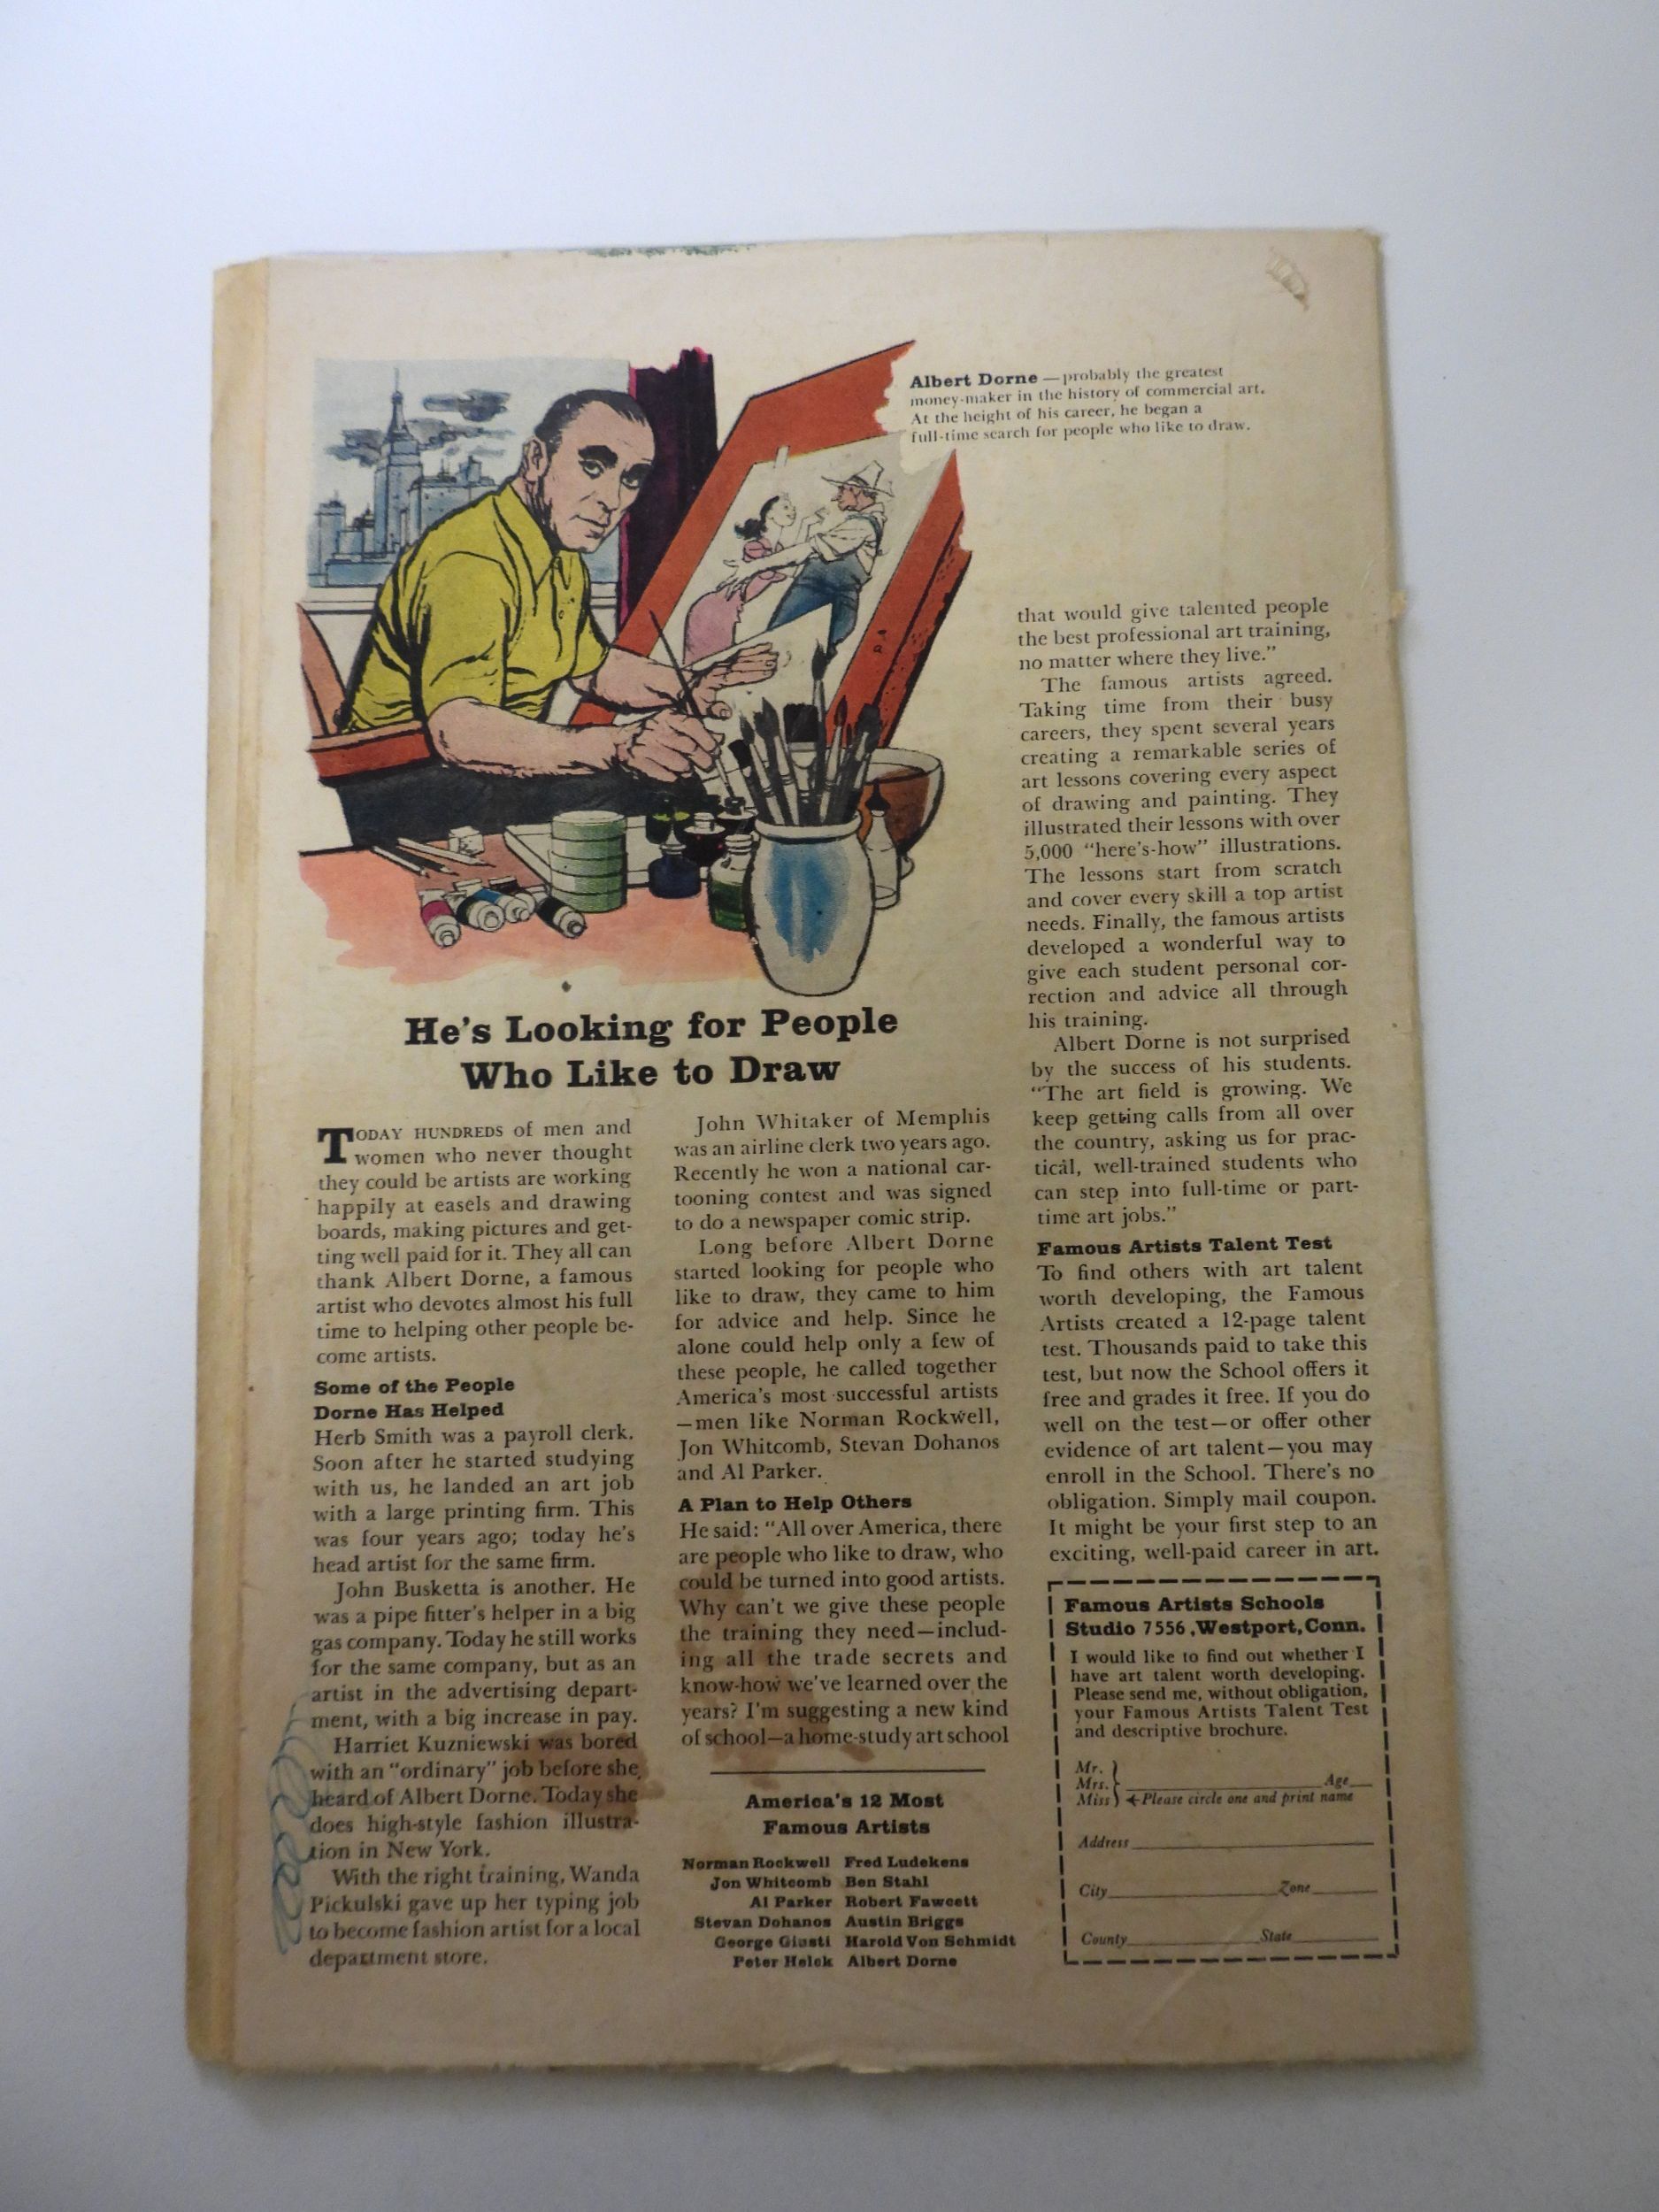 Albert Dorne — probably the greatest
money-maker in the history of commercial art.
At the height of his career, he began a
full-time search for people who like to draw.
He's Looking for People
Who Like to Draw
TODAY HUNDREDS of men and
women who never thought
they could be artists are working
happily at easels and drawing
boards, making pictures and get-
ting well paid for it. They all can
thank Albert Dorne, a famous
artist who devotes almost his full
time to helping other people be-
come artists.
Some of the People
Dorne Has Helped
Herb Smith was a payroll clerk.
Soon after he started studying
with us, he landed an art job
with a large printing firm. This
was four years ago; today he's
head artist for the same firm.
John Busketta is another. He
was a pipe fitter's helper in a big
gas company. Today he still works
for the same company, but as an
artist in the advertising depart-
ment, with a big increase in pay.
Harriet Kuzniewski was bored
with an "ordinary" job before she
heard of Albert Dorne. Today she
does high-style fashion illustra-
tion in New York.
With the right training, Wanda
Pickulski gave up her typing job
to become fashion artist for a local
department store.
John Whitaker of Memphis
was an airline clerk two years ago.
Recently he won a national car-
tooning contest and was signed
to do a newspaper comic strip.
Long before Albert Dorne
started looking for people who
like to draw, they came to him
for advice and help. Since he
alone could help only a few of
these people, he called together
America's most successful artists
—men like Norman Rockwell,
Jon Whitcomb, Stevan Dohanos
and Al Parker.
A Plan to Help Others
He said: "All over America, there
are people who like to draw, who
could be turned into good artists.
Why can't we give these people
the training they need—includ-
ing all the trade secrets and
know-how we've learned over the
years? I'm suggesting a new kind
of school—a home-study art school
that would give talented people
the best professional art training,
no matter where they live."
The famous artists agreed.
Taking time from their busy
careers, they spent several years
creating a remarkable series of
art lessons covering every aspect
of drawing and painting. They
illustrated their lessons with over
5,000 "here's-how" illustrations.
The lessons start from scratch
and cover every skill a top artist
needs. Finally, the famous artists
developed a wonderful way to
give each student personal cor-
rection and advice all through
his training.
Albert Dorne is not surprised
by the success of his students.
"The art field is growing. We
keep getting calls from all over
the country, asking us for prac-
tical, well-trained students who
can step into full-time or part-
time art jobs."
Famous Artists Talent Test
To find others with art talent
worth developing, the Famous
Artists created a 12-page talent
test. Thousands paid to take this
test, but now the School offers it
free and grades it free. If you do
well on the test—or offer other
evidence of art talent—you may
enroll in the School. There's no
obligation. Simply mail coupon.
It might be your first step to an
exciting, well-paid career in art.
America's 12 Most
Famous Artists
Norman Rockwell Fred Ludekens
Jon Whitcomb Ben Stahl
Al Parker Robert Fawcett
Stevan Dohanos Austin Briggs
George Giusti Harold Von Schmidt
Peter Helck Albert Dorne
Famous Artists Schools
Studio 7556, Westport, Conn.
I would like to find out whether I
have art talent worth developing.
Please send me, without obligation,
your Famous Artists Talent Test
and descriptive brochure.
Mr.
Mrs. Age
Miss ←Please circle one and print name
Address
City Zone
County State